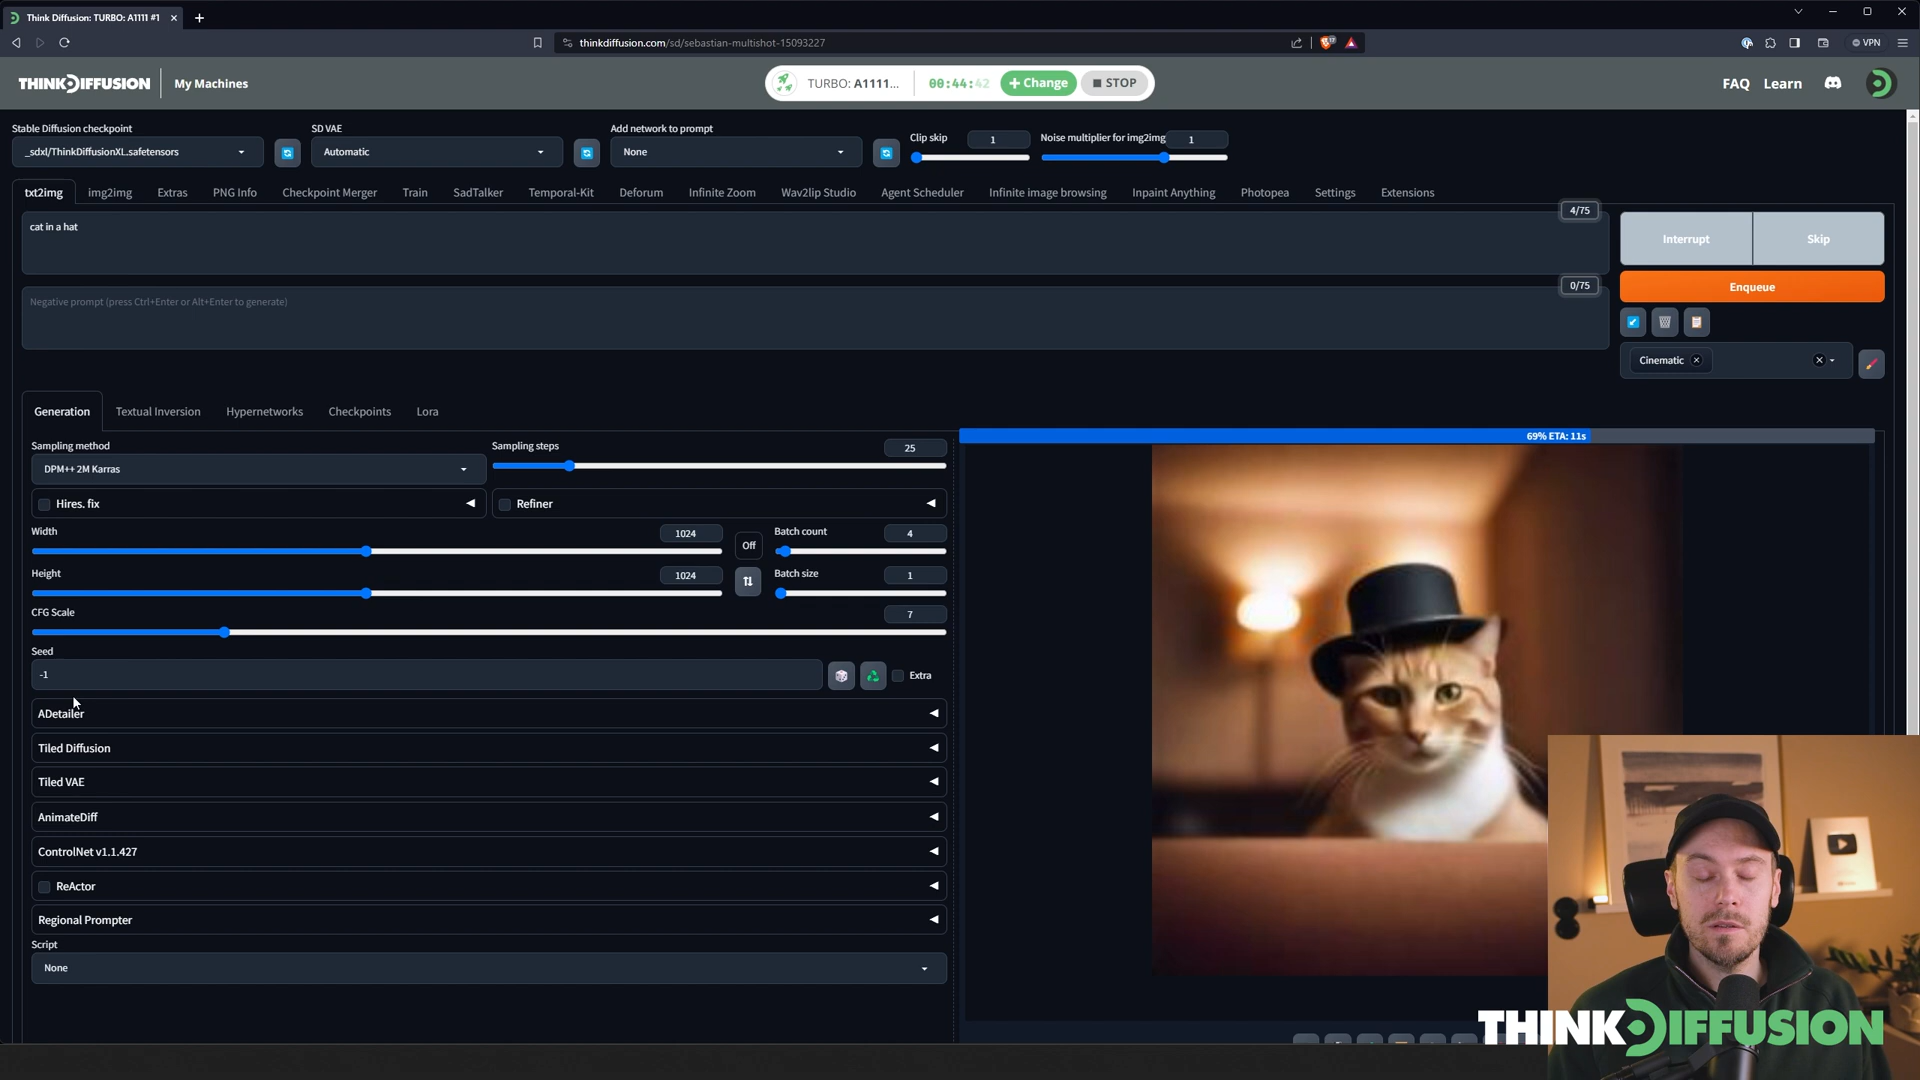 Think Diffusion: TURBO: A1111 #1
thinkdiffusion.com/sd/sebastian-multishot-15093227
VPN
THINKDIFFUSION
My Machines
TURBO: A1111...
00:44:42
+ Change
STOP
FAQ
Learn
Stable Diffusion checkpoint
_sdxl/ThinkDiffusionXL.safetensors
SD VAE
Automatic
Add network to prompt
None
Clip skip
1
Noise multiplier for img2img
1
txt2img
img2img
Extras
PNG Info
Checkpoint Merger
Train
SadTalker
Temporal-Kit
Deforum
Infinite Zoom
Wav2lip Studio
Agent Scheduler
Infinite image browsing
Inpaint Anything
Photopea
Settings
Extensions
cat in a hat
4/75
Interrupt
Skip
Negative prompt (press Ctrl+Enter or Alt+Enter to generate)
0/75
Enqueue
Cinematic
Generation
Textual Inversion
Hypernetworks
Checkpoints
Lora
Sampling method
DPM++ 2M Karras
Sampling steps
25
69% ETA: 11s
Hires. fix
Refiner
Width
1024
Off
Batch count
4
Height
1024
Batch size
1
CFG Scale
7
Seed
-1
Extra
ADetailer
Tiled Diffusion
Tiled VAE
AnimateDiff
ControlNet v1.1.427
ReActor
Regional Prompter
Script
None
THINKDIFFUSION